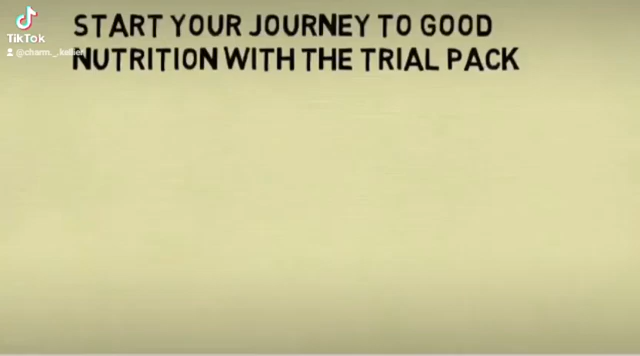 START YOUR JOURNEY TO GOOD
NUTRITION WITH THE TRIAL PACK
TikTok